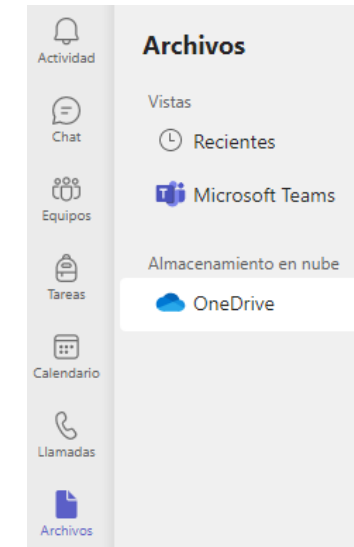 Actividad
Chat
Equipos
Tareas
Calendario
Llamadas
Archivos
Archivos
Vistas
Recientes
Microsoft Teams
Almacenamiento en nube
OneDrive